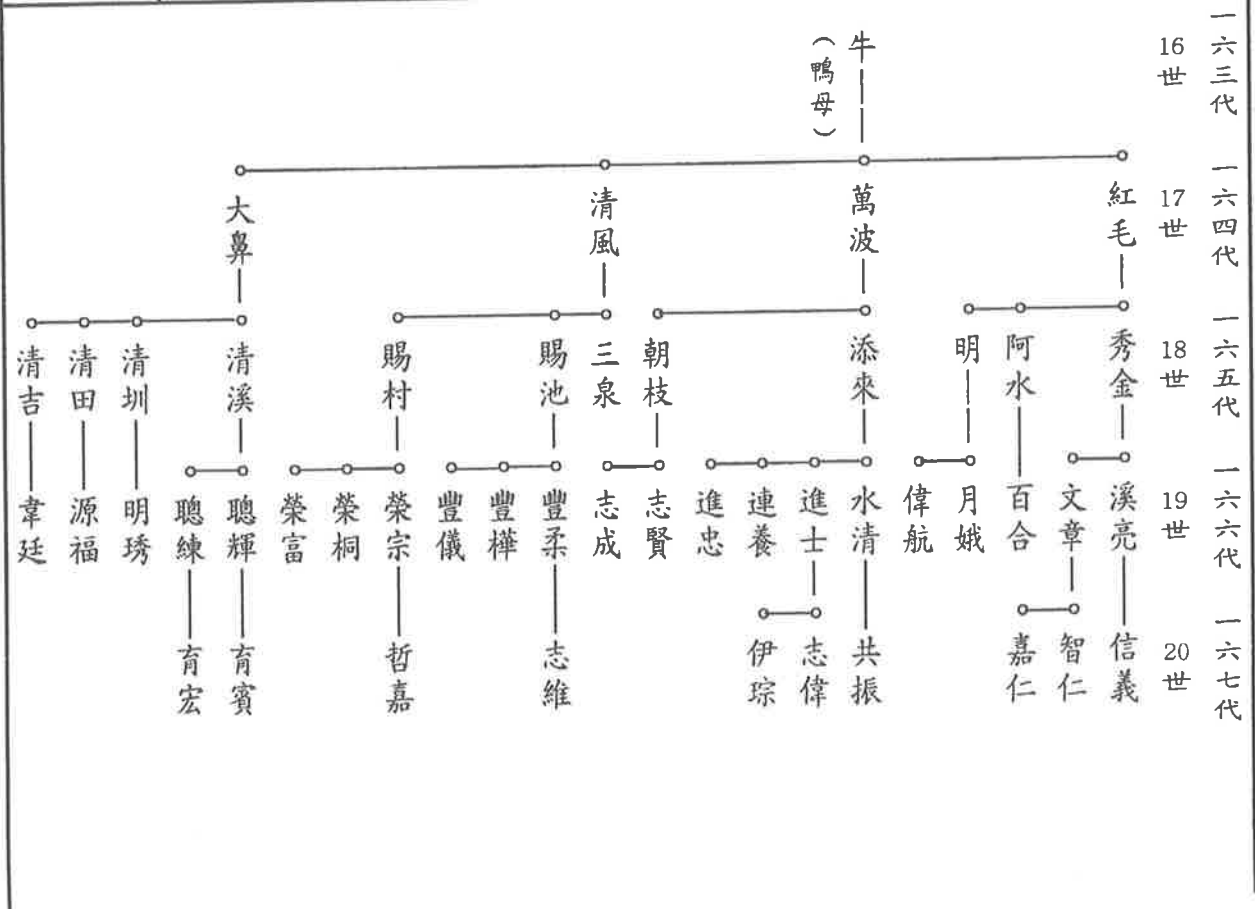 一六三代
16世
牛
(鴨母)
一六四代
17世
紅毛
萬波
清風
大鼻
一六五代
18世
秀金
阿水
明
添來
朝枝
三泉
賜池
賜村
清溪
清圳
清田
清吉
一六六代
19世
溪亮
文章
百合
月娥
偉航
水清
進士
連養
進忠
志賢
志成
豐柔
豐樺
豐儀
榮宗
榮桐
榮富
聰輝
聰練
明琇
源福
韋廷
一六七代
20世
信義
智仁
嘉仁
共振
志偉
伊琮
志維
哲嘉
育賓
育宏